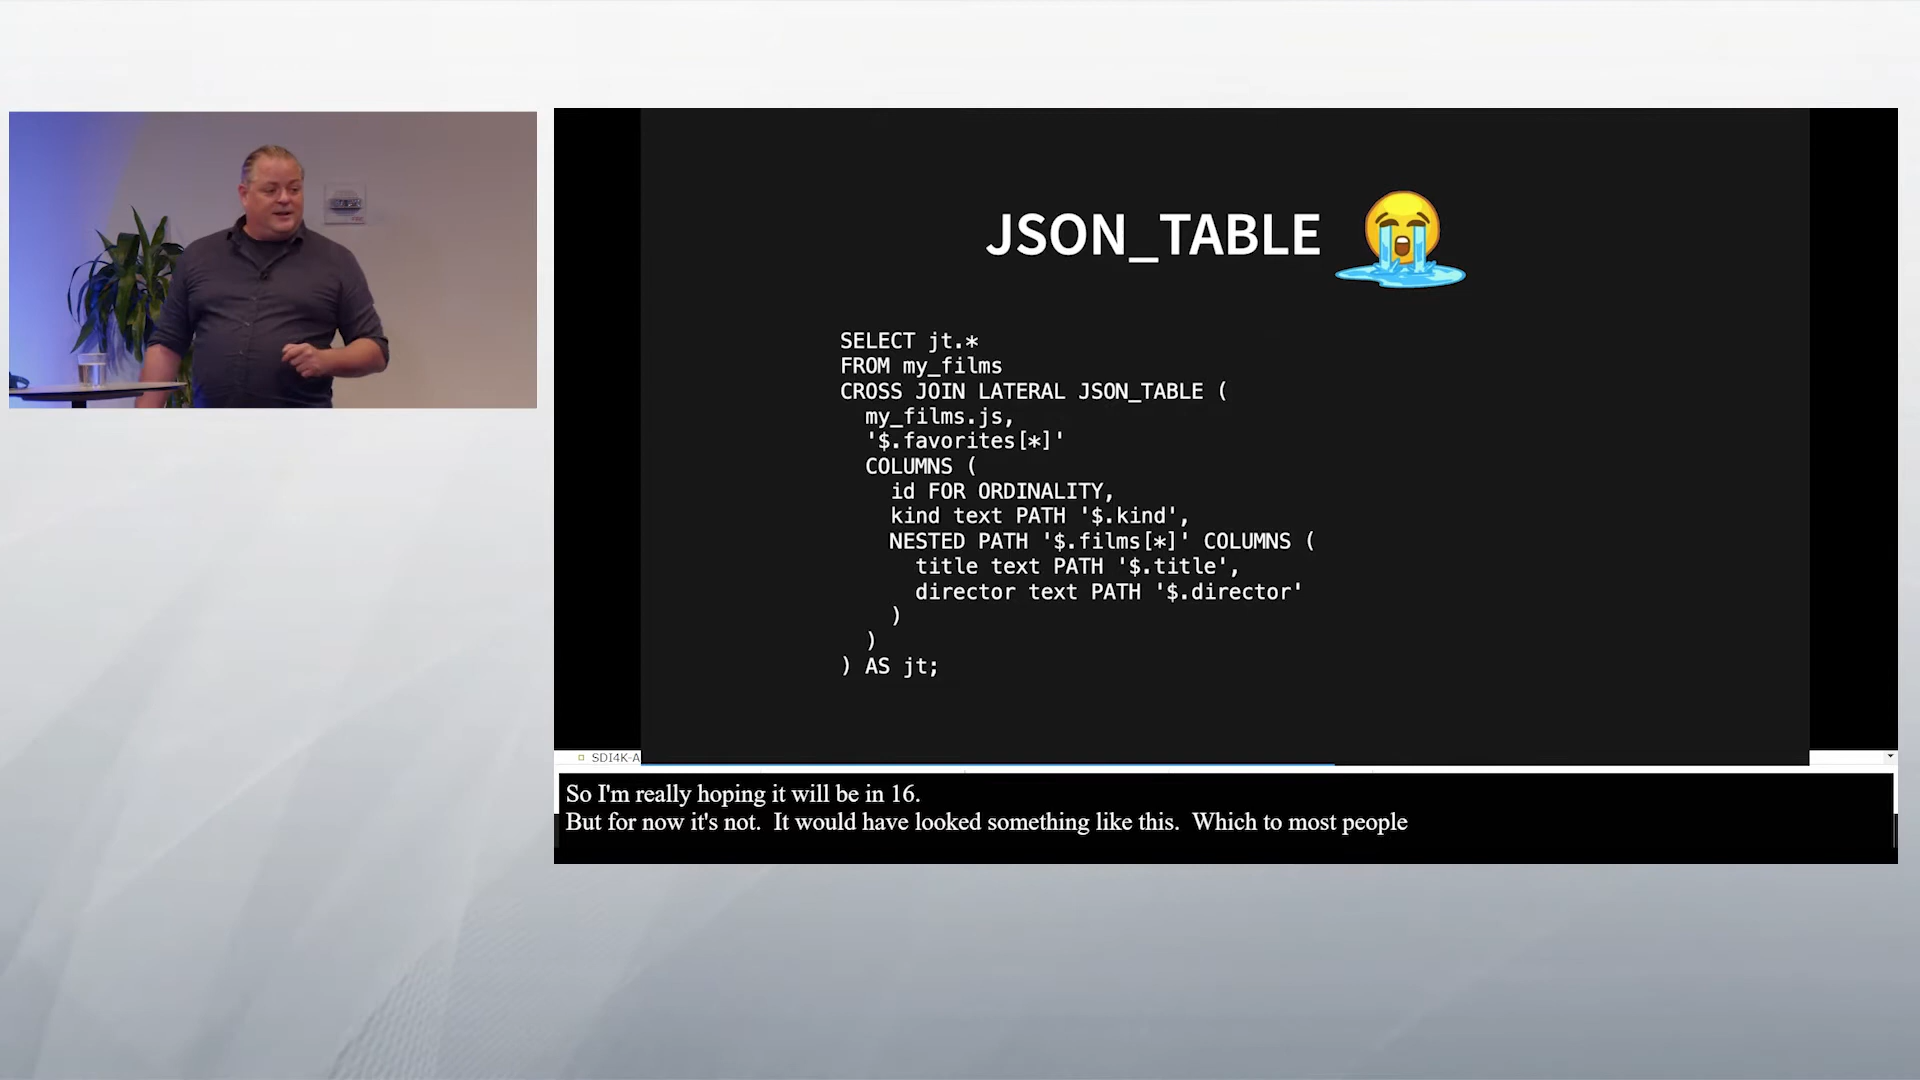 JSON_TABLE
SELECT jt.*
FROM my_films
CROSS JOIN LATERAL JSON_TABLE (
my_films.js,
'$.favorites[*]'
COLUMNS (
id FOR ORDINALITY,
kind text PATH '$.kind',
NESTED PATH '$.films[*]' COLUMNS (
title text PATH '$.title',
director text PATH '$.director'
)
)
) AS jt;
SDI4K-A
So I'm really hoping it will be in 16.
But for now it's not.  It would have looked something like this.  Which to most people